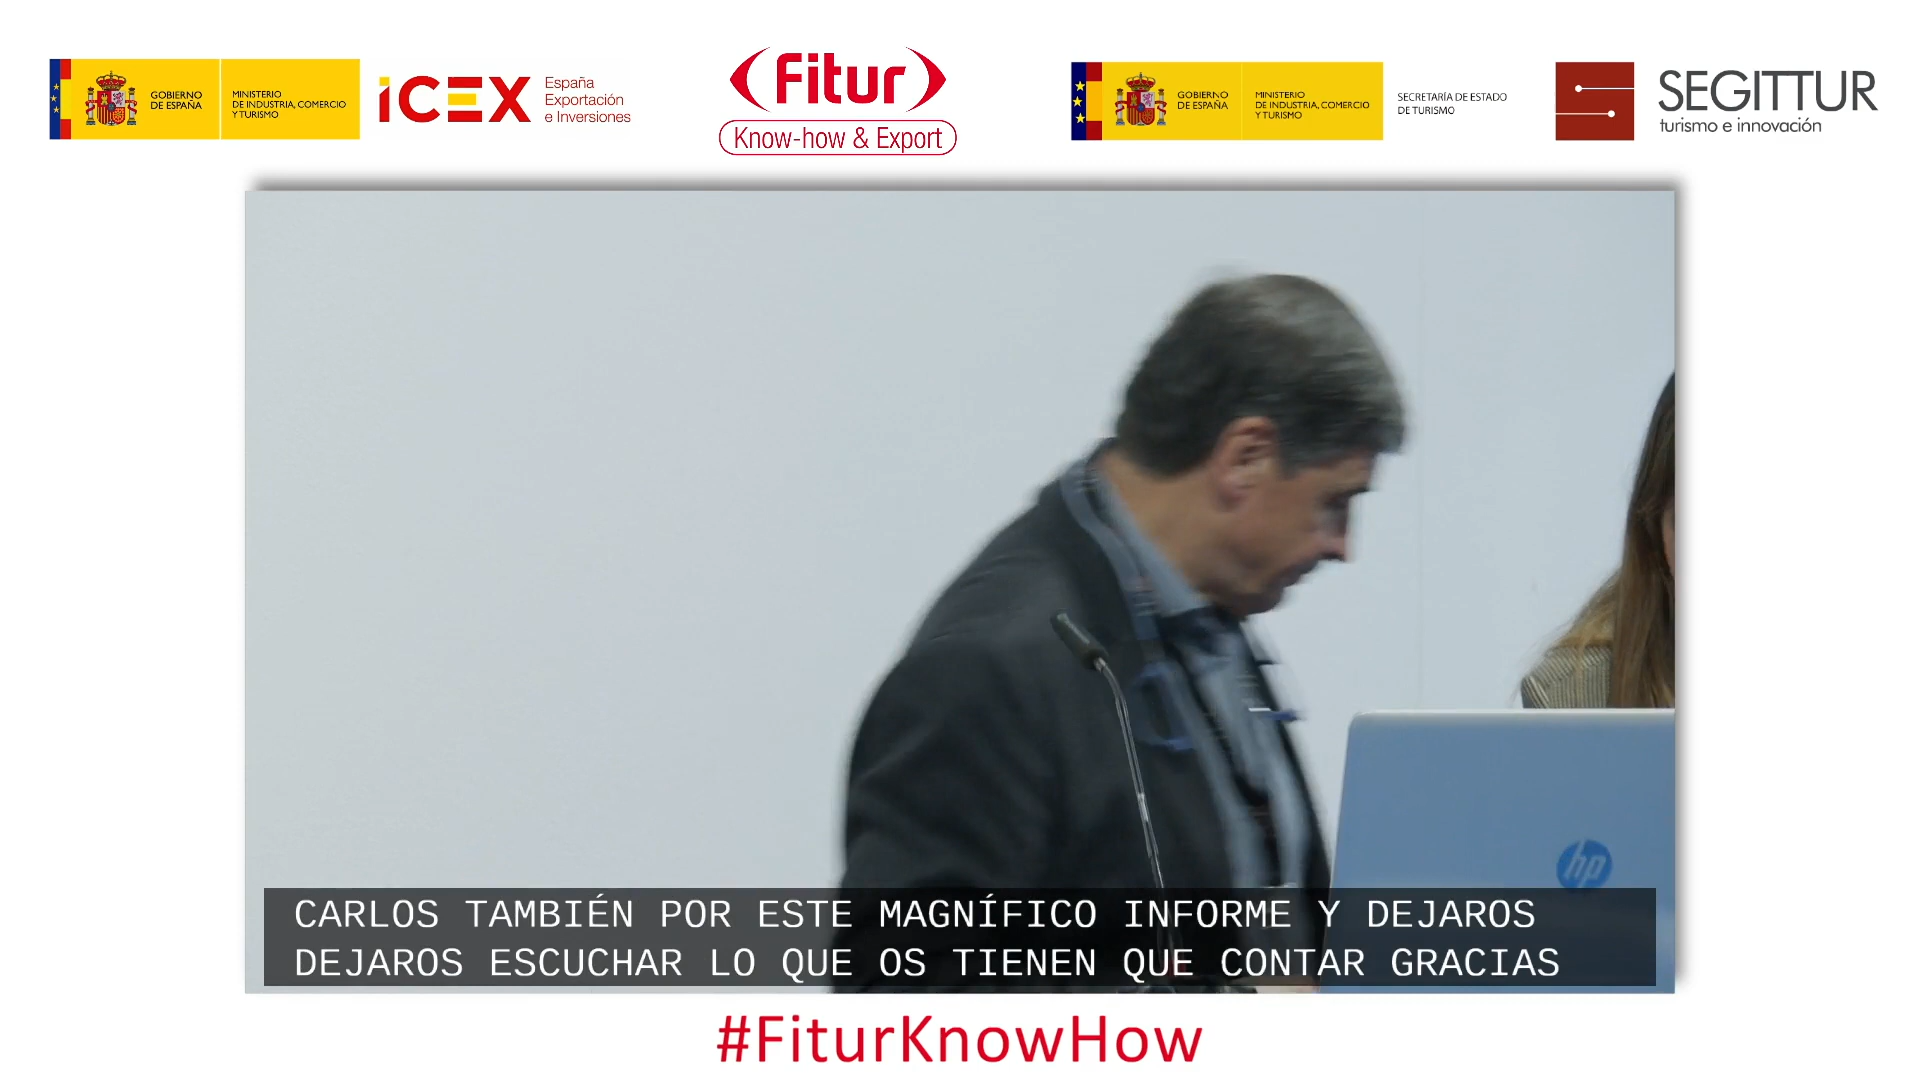 GOBIERNO
DE ESPAÑA
MINISTERIO
DE INDUSTRIA, COMERCIO
Y TURISMO
ICEX
España
Exportación
e Inversiones
Fitur
Know-how & Export
GOBIERNO
DE ESPAÑA
MINISTERIO
DE INDUSTRIA, COMERCIO
Y TURISMO
SECRETARÍA DE ESTADO
DE TURISMO
SEGITTUR
turismo e innovación
hp
CARLOS TAMBIÉN POR ESTE MAGNÍFICO INFORME Y DEJAROS
DEJAROS ESCUCHAR LO QUE OS TIENEN QUE CONTAR GRACIAS
#FiturKnowHow